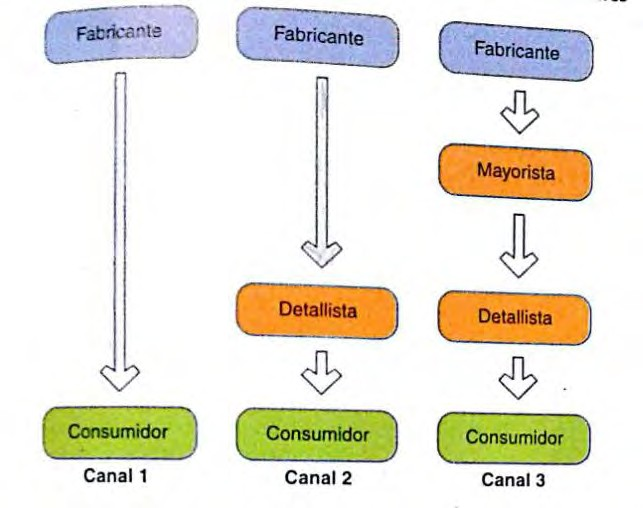 Fabricante
Consumidor
Canal 1
Fabricante
Detallista
Consumidor
Canal 2
Fabricante
Mayorista
Detallista
Consumidor
Canal 3